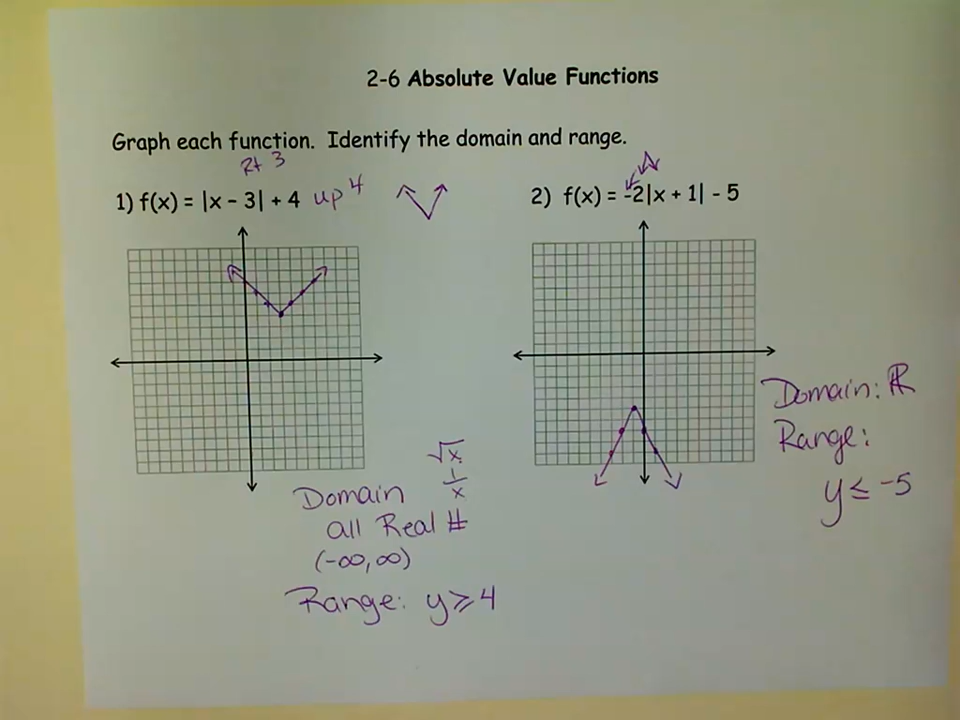 2-6 Absolute Value Functions
Graph each function. Identify the domain and range.
Rt 3
1) f(x) = |x - 3| + 4 up 4
2) f(x) = -2|x + 1| - 5
Domain: ℝ
Range:
y ≤ -5
√x
1/x
Domain
all Real #
(-∞, ∞)
Range: y ≥ 4